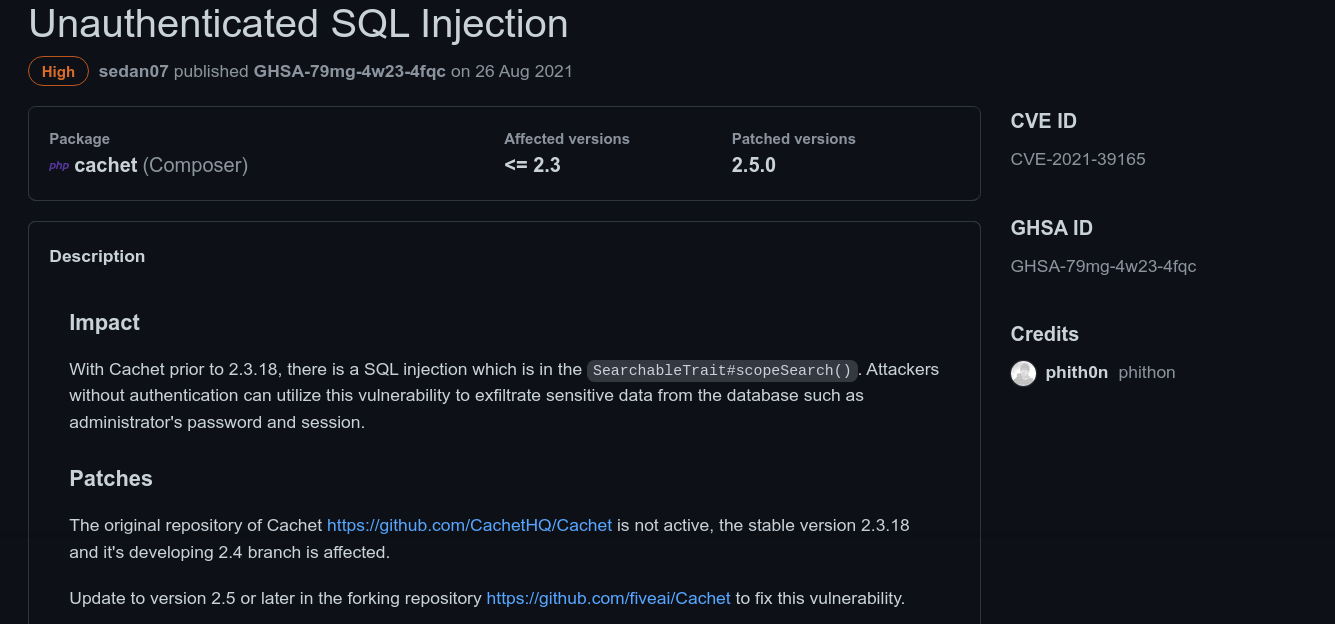 Unauthenticated SQL Injection
High sedan07 published GHSA-79mg-4w23-4fqc on 26 Aug 2021
Package
php cachet (Composer)
Affected versions
<= 2.3
Patched versions
2.5.0
Description
Impact
With Cachet prior to 2.3.18, there is a SQL injection which is in the SearchableTrait#scopeSearch(). Attackers
without authentication can utilize this vulnerability to exfiltrate sensitive data from the database such as
administrator's password and session.
Patches
The original repository of Cachet https://github.com/CachetHQ/Cachet is not active, the stable version 2.3.18
and it's developing 2.4 branch is affected.
Update to version 2.5 or later in the forking repository https://github.com/fiveai/Cachet to fix this vulnerability.
CVE ID
CVE-2021-39165
GHSA ID
GHSA-79mg-4w23-4fqc
Credits
phith0n phithon